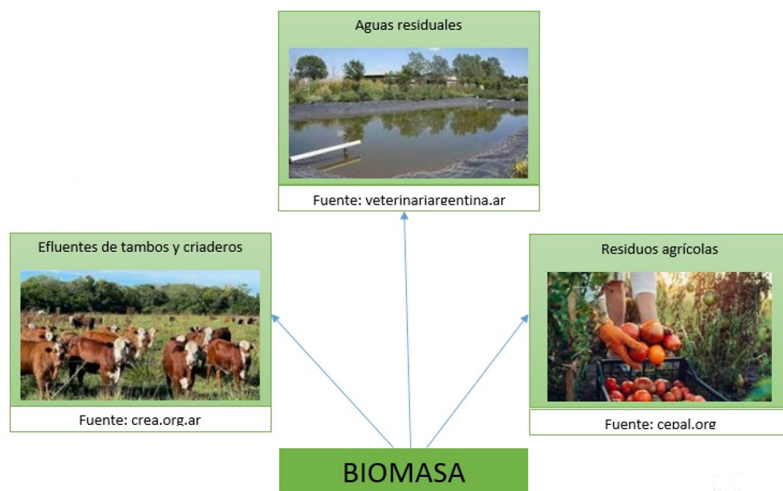 Aguas residuales
Fuente: veterinariargentina.ar
Efluentes de tambos y criaderos
Fuente: crea.org.ar
Residuos agrícolas
Fuente: cepal.org
BIOMASA